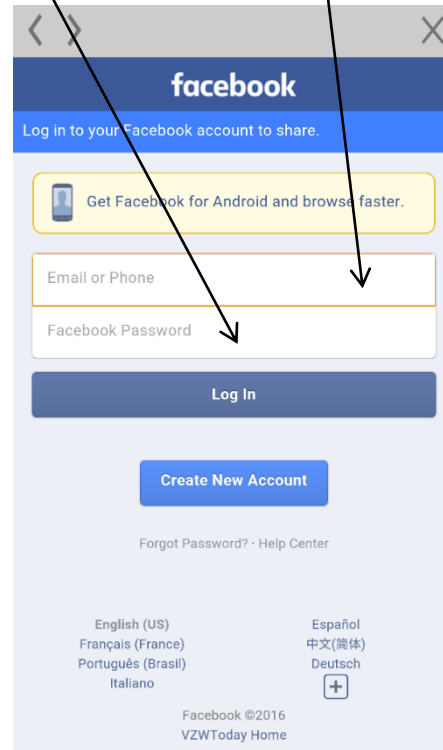 facebook
Log in to your Facebook account to share.
Get Facebook for Android and browse faster.
Email or Phone
Facebook Password
Log In
Create New Account
Forgot Password? · Help Center
English (US) Español
Français (France) 中文(简体)
Português (Brasil) Deutsch
Italiano
Facebook ©2016
VZWToday Home